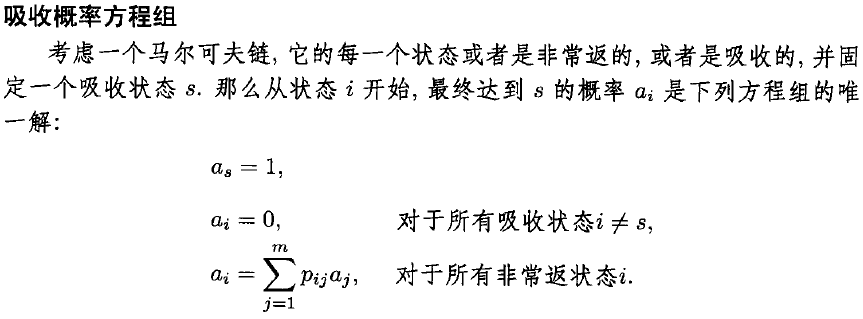 吸收概率方程组
考虑一个马尔可夫链, 它的每一个状态或者是非常返的, 或者是吸收的, 并固
定一个吸收状态 s. 那么从状态 i 开始, 最终达到 s 的概率 a_i 是下列方程组的唯
一解:
a_s = 1,
a_i = 0, 对于所有吸收状态i ≠ s,
a_i = \sum_{j=1}^{m} p_{ij}a_j, 对于所有非常返状态i.